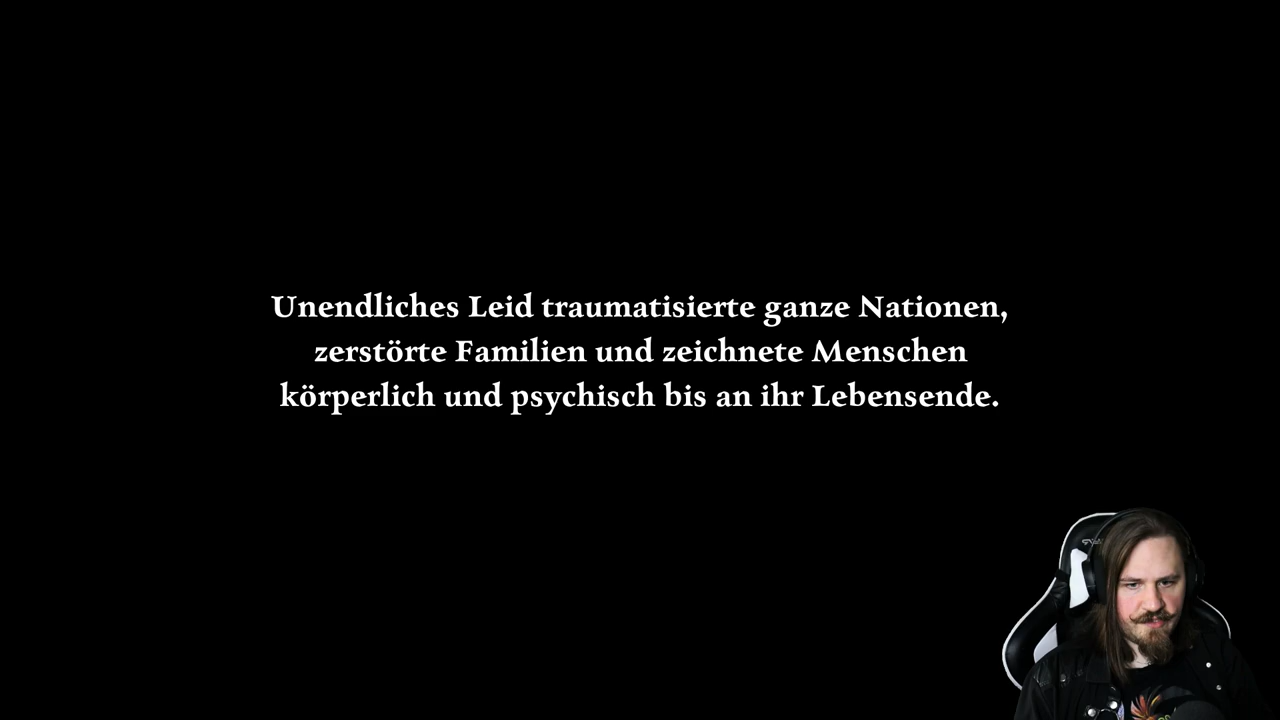 Unendliches Leid traumatisierte ganze Nationen,
zerstörte Familien und zeichnete Menschen
körperlich und psychisch bis an ihr Lebensende.